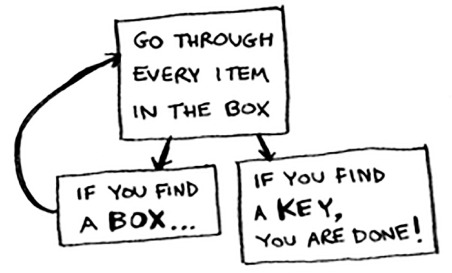 GO THROUGH
EVERY ITEM
IN THE BOX
IF YOU FIND
A BOX...
IF YOU FIND
A KEY,
YOU ARE DONE!